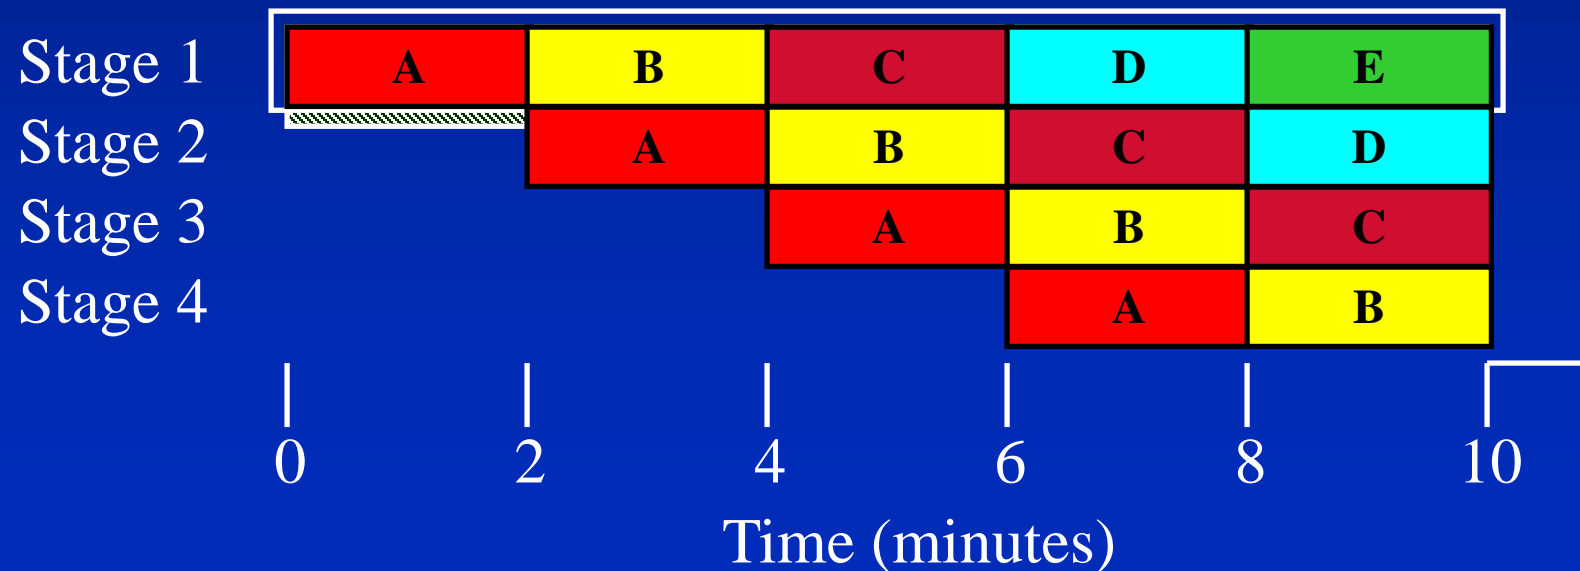 Stage 1 A B C D E
Stage 2 A B C D
Stage 3 A B C
Stage 4 A B
0 2 4 6 8 10
Time (minutes)